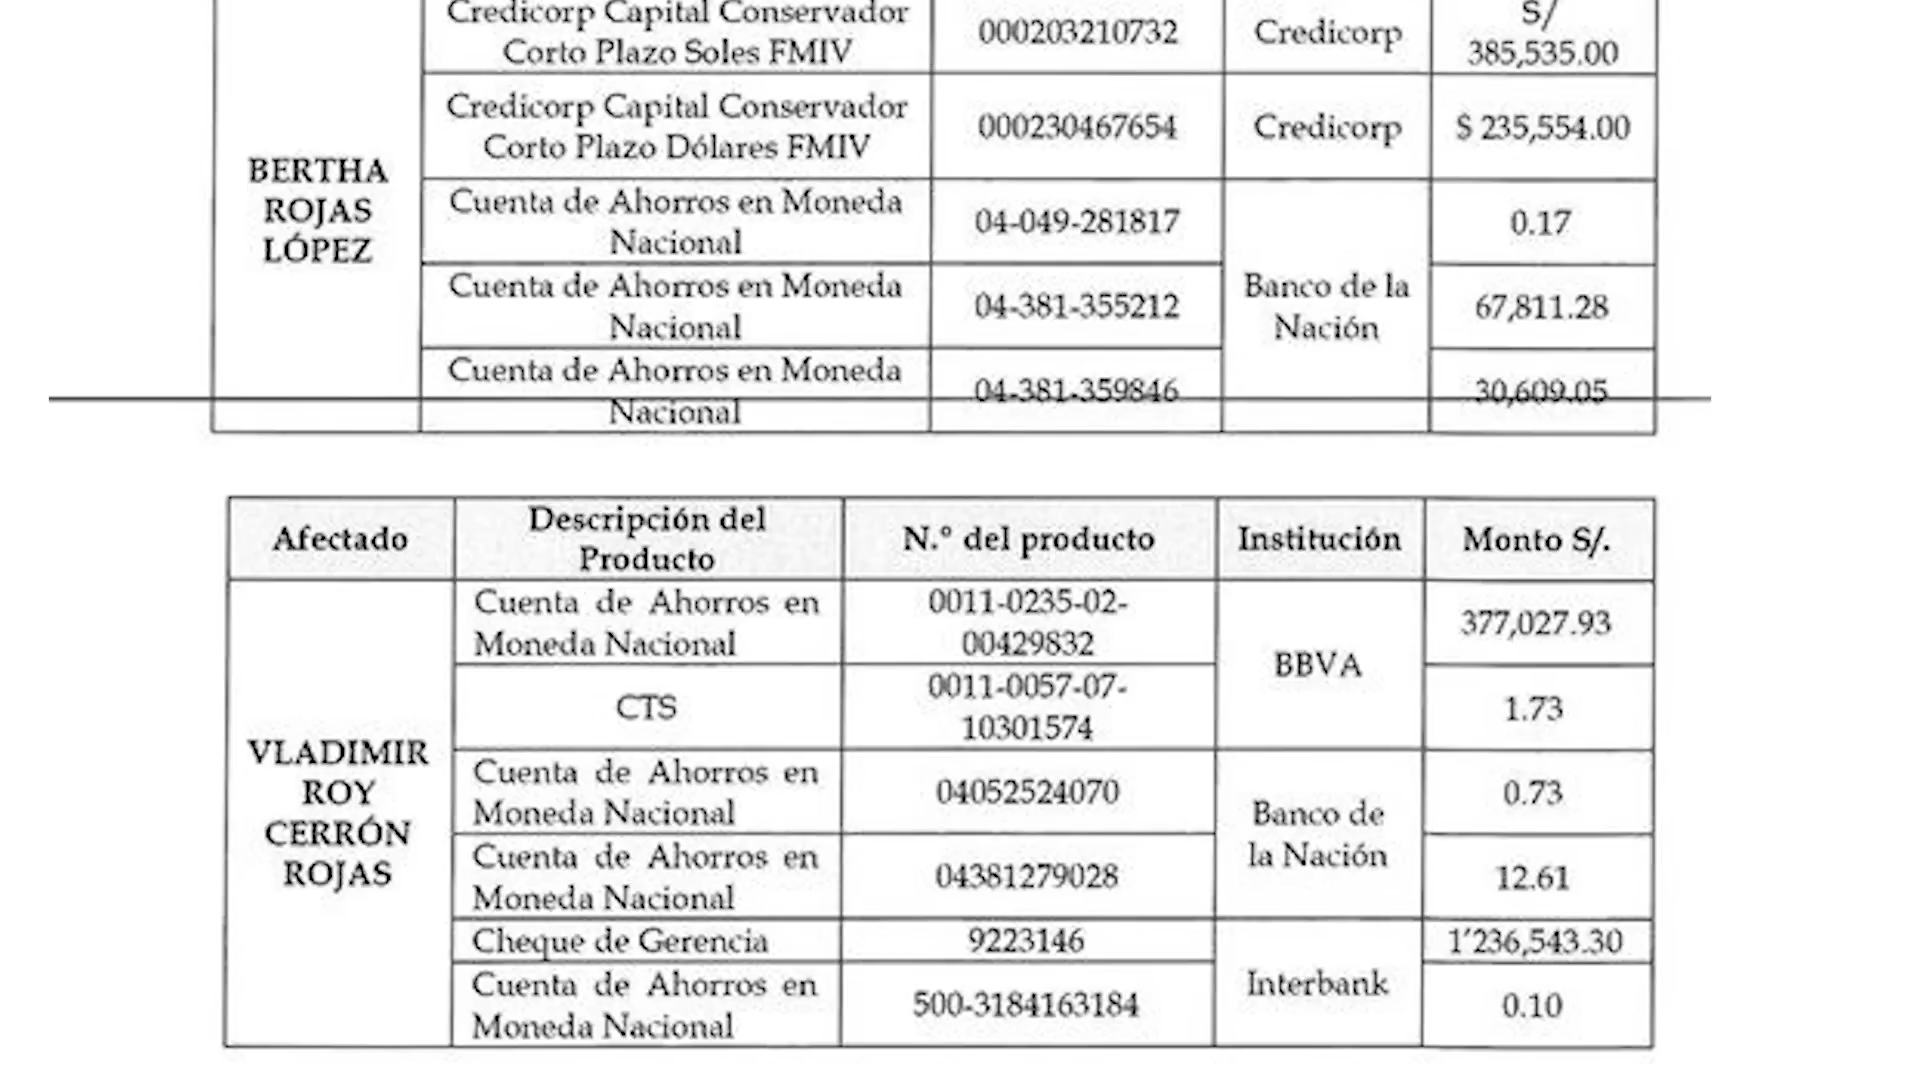 Credicorp Capital Conservador
Corto Plazo Soles FMIV
000203210732
Credicorp
S/
385,535.00
Credicorp Capital Conservador
Corto Plazo Dólares FMIV
000230467654
Credicorp
$ 235,554.00
BERTHA
ROJAS
LÓPEZ
Cuenta de Ahorros en Moneda
Nacional
04-049-281817
0.17
Cuenta de Ahorros en Moneda
Nacional
04-381-355212
Banco de la
Nación
67,811.28
Cuenta de Ahorros en Moneda
Nacional
04-381-359846
30,609.05
Afectado
Descripción del
Producto
N.° del producto
Institución
Monto S/.
VLADIMIR
ROY
CERRÓN
ROJAS
Cuenta de Ahorros en
Moneda Nacional
0011-0235-02-
00429832
BBVA
377,027.93
CTS
0011-0057-07-
10301574
1.73
Cuenta de Ahorros en
Moneda Nacional
04052524070
Banco de
la Nación
0.73
Cuenta de Ahorros en
Moneda Nacional
04381279028
12.61
Cheque de Gerencia
9223146
Interbank
1'236,543.30
Cuenta de Ahorros en
Moneda Nacional
500-3184163184
0.10